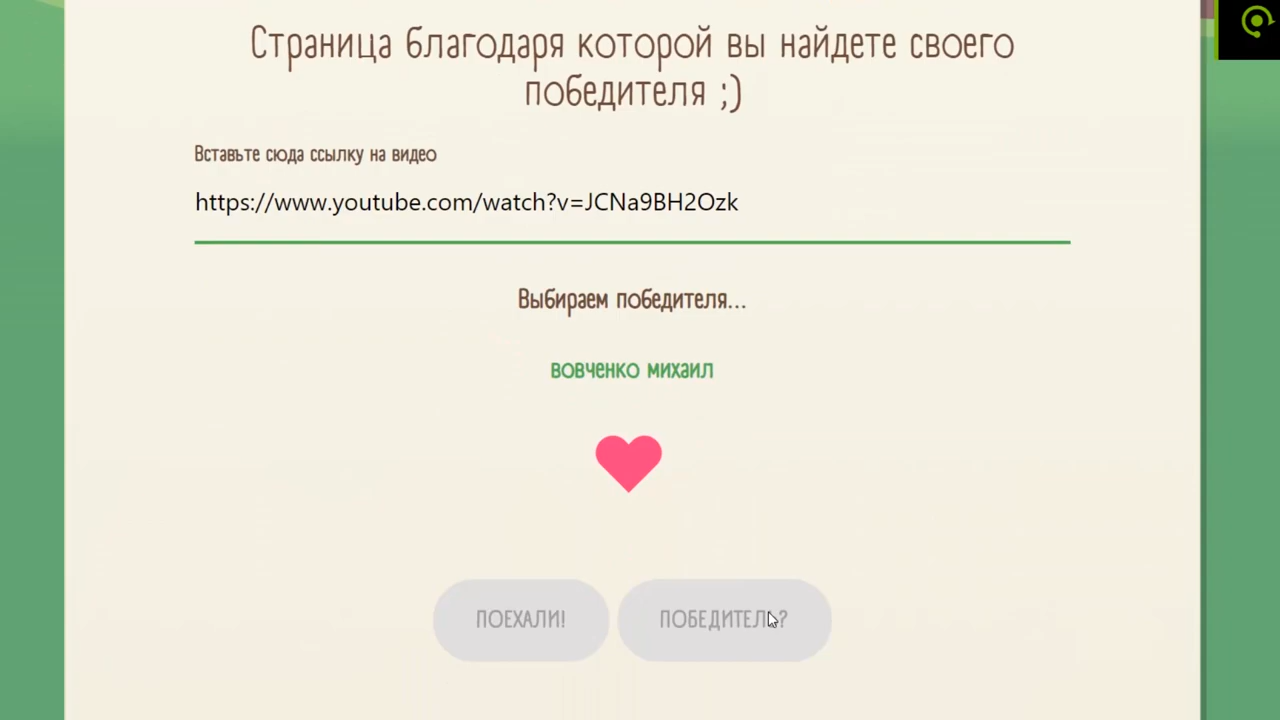 Страница благодаря которой вы найдете своего
победителя ;)
Вставьте сюда ссылку на видео
https://www.youtube.com/watch?v=JCNa9BH2Ozk
Выбираем победителя...
вовченко михаил
ПОЕХАЛИ! ПОБЕДИТЕЛЬ?